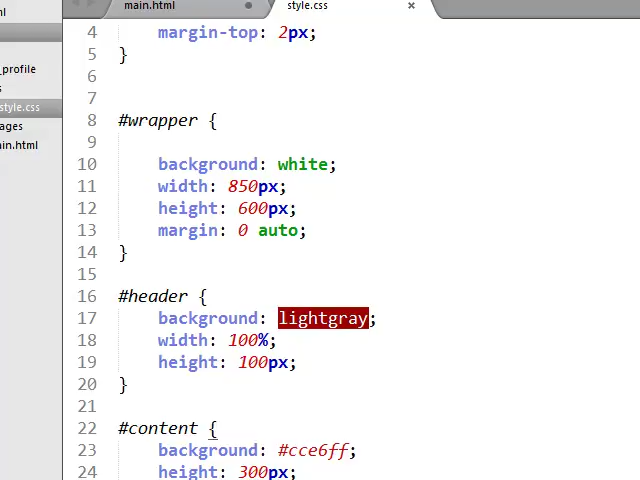 main.html
style.css
_profile
style.css
ages
in.html
4 margin-top: 2px;
5 }
6
7
8 #wrapper {
9
10 background: white;
11 width: 850px;
12 height: 600px;
13 margin: 0 auto;
14 }
15
16 #header {
17 background: lightgray;
18 width: 100%;
19 height: 100px;
20 }
21
22 #content {
23 background: #cce6ff;
24 height: 300px;